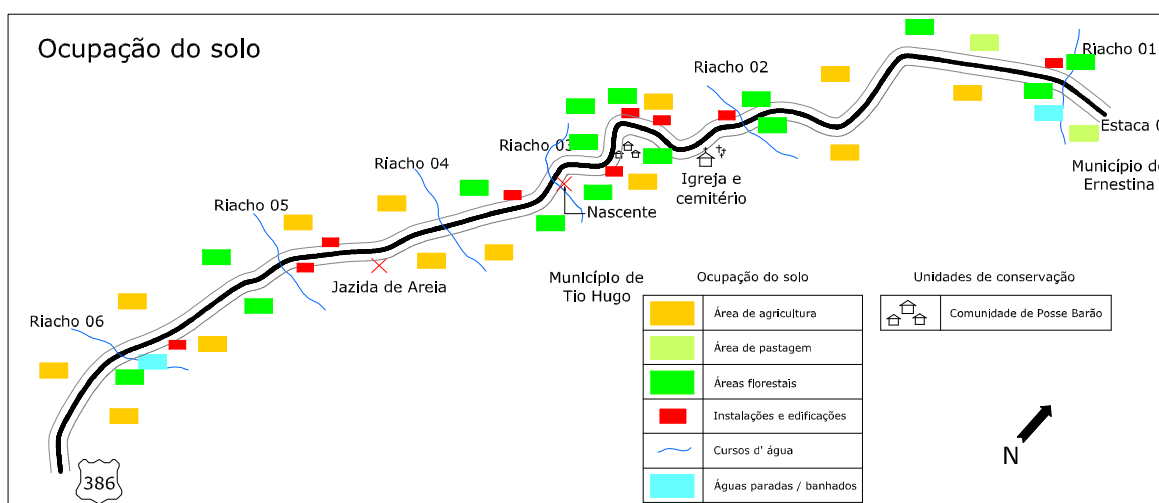 Ocupação do solo
Riacho 01
Riacho 02
Estaca 0
Riacho 03
Município de
Ernestina
Riacho 04
Igreja e
cemitério
Riacho 05
Nascente
Jazida de Areia
Município de
Tio Hugo
Riacho 06
Ocupação do solo
Área de agricultura
Área de pastagem
Áreas florestais
Instalações e edificações
Cursos d' água
Águas paradas / banhados
Unidades de conservação
Comunidade de Posse Barão
N
386